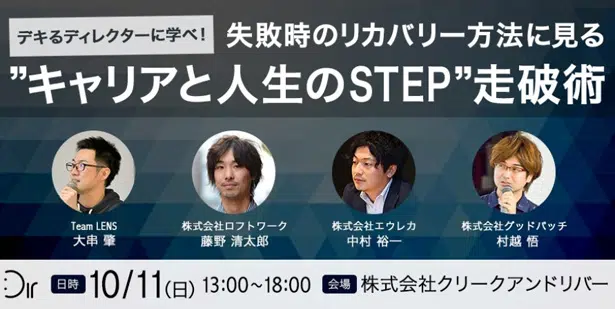 デキるディレクターに学べ！
失敗時のリカバリー方法に見る
”キャリアと人生のSTEP”走破術
Team LENS
大串 肇
株式会社ロフトワーク
藤野 清太郎
株式会社エウレカ
中村 裕一
株式会社グッドパッチ
村越 悟
Dir 日時 10/11(日) 13:00~18:00 会場 株式会社クリークアンドリバー